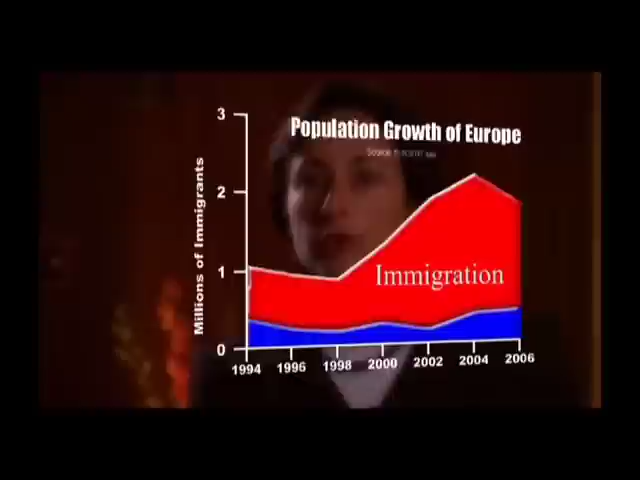 Population Growth of Europe
3
2
1
0
Millions of Immigrants
Immigration
1994 1996 1998 2000 2002 2004 2006